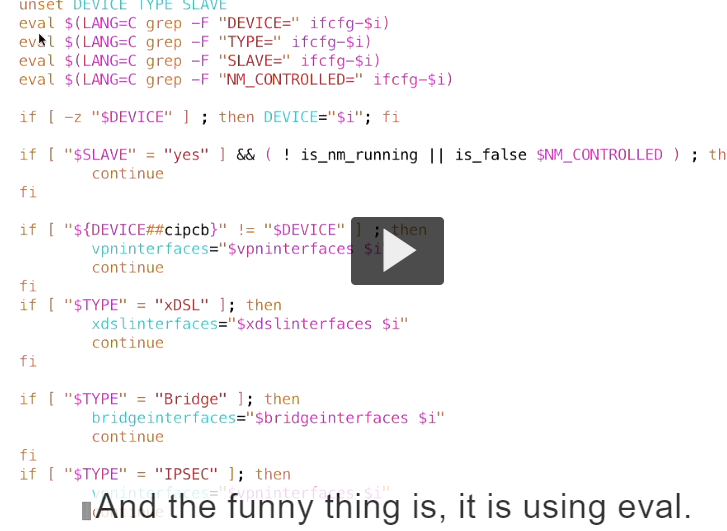 unset DEVICE TYPE SLAVE
eval $(LANG=C grep -F "DEVICE=" ifcfg-$i)
eval $(LANG=C grep -F "TYPE=" ifcfg-$i)
eval $(LANG=C grep -F "SLAVE=" ifcfg-$i)
eval $(LANG=C grep -F "NM_CONTROLLED=" ifcfg-$i)
if [ -z "$DEVICE" ] ; then DEVICE="$i"; fi
if [ "$SLAVE" = "yes" ] && ( ! is_nm_running || is_false $NM_CONTROLLED ) ; th
continue
fi
if [ "${DEVICE##cipcb}" != "$DEVICE" ] ; then
vpninterfaces="$vpninterfaces $i
continue
fi
if [ "$TYPE" = "xDSL" ]; then
xdslinterfaces="$xdslinterfaces $i"
continue
fi
if [ "$TYPE" = "Bridge" ]; then
bridgeinterfaces="$bridgeinterfaces $i"
continue
fi
if [ "$TYPE" = "IPSEC" ]; then
vpninterfaces="$vpninterfaces $i"
And the funny thing is, it is using eval.